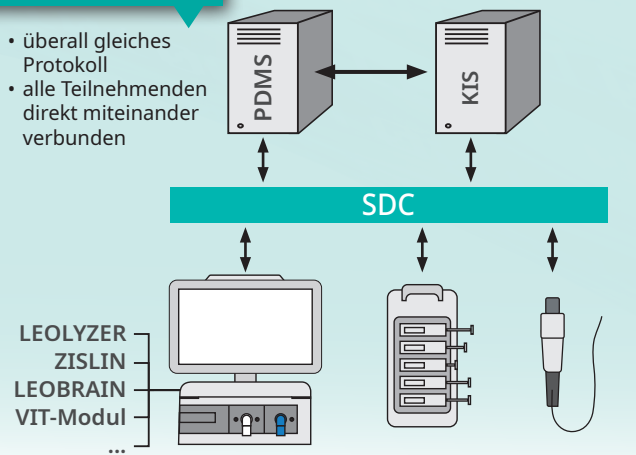 • überall gleiches
Protokoll
• alle Teilnehmenden
direkt miteinander
verbunden
PDMS
KIS
SDC
LEOLYZER
ZISLIN
LEOBRAIN
VIT-Modul
...